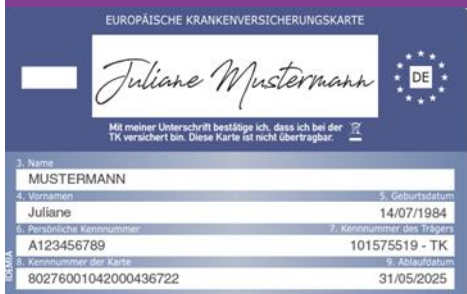 EUROPÄISCHE KRANKENVERSICHERUNGSKARTE
Juliane Mustermann
DE
Mit meiner Unterschrift bestätige ich, dass ich bei der
TK versichert bin. Diese Karte ist nicht übertragbar.
3. Name
MUSTERMANN
4. Vornamen 5. Geburtsdatum
Juliane 14/07/1984
6. Persönliche Kennnummer 7. Kennnummer des Trägers
A123456789 101575519 - TK
8. Kennnummer der Karte 9. Ablaufdatum
80276001042000436722 31/05/2025
IDEMIA